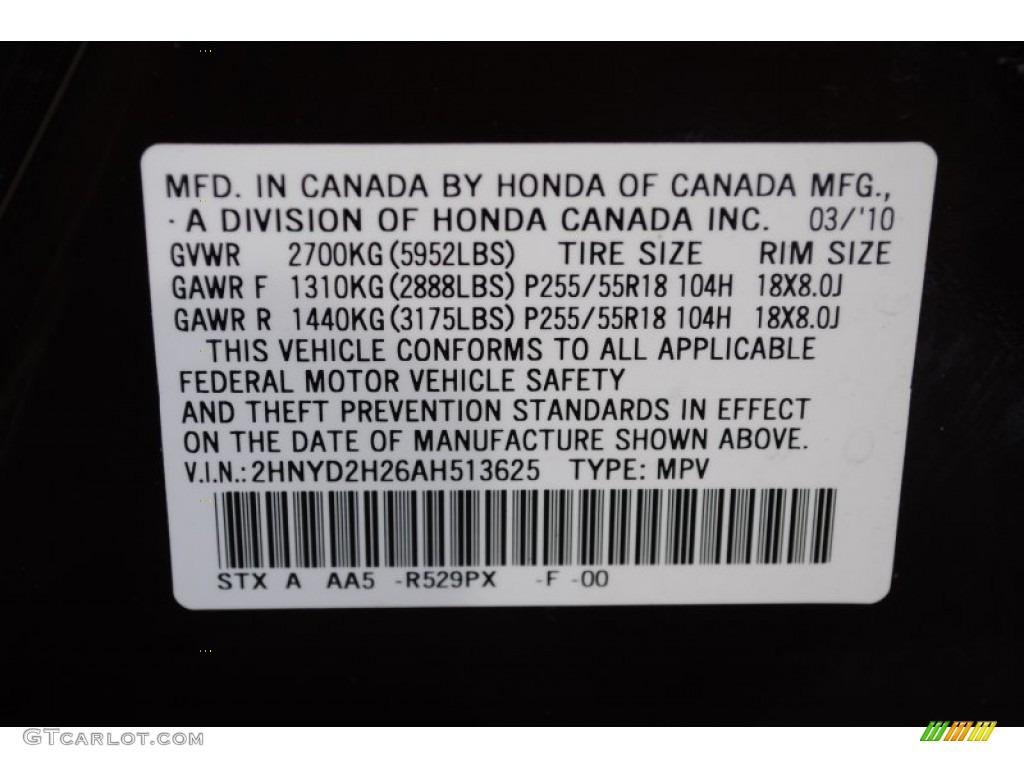 MFD. IN CANADA BY HONDA OF CANADA MFG.,
· A DIVISION OF HONDA CANADA INC. 03/'10
GVWR 2700KG (5952LBS) TIRE SIZE RIM SIZE
GAWR F 1310KG (2888LBS) P255/55R18 104H 18X8.0J
GAWR R 1440KG (3175LBS) P255/55R18 104H 18X8.0J
THIS VEHICLE CONFORMS TO ALL APPLICABLE
FEDERAL MOTOR VEHICLE SAFETY
AND THEFT PREVENTION STANDARDS IN EFFECT
ON THE DATE OF MANUFACTURE SHOWN ABOVE.
V.I.N.: 2HNYD2H26AH513625 TYPE: MPV
STX A AA5 -R529PX -F -00
GTCarLot.com